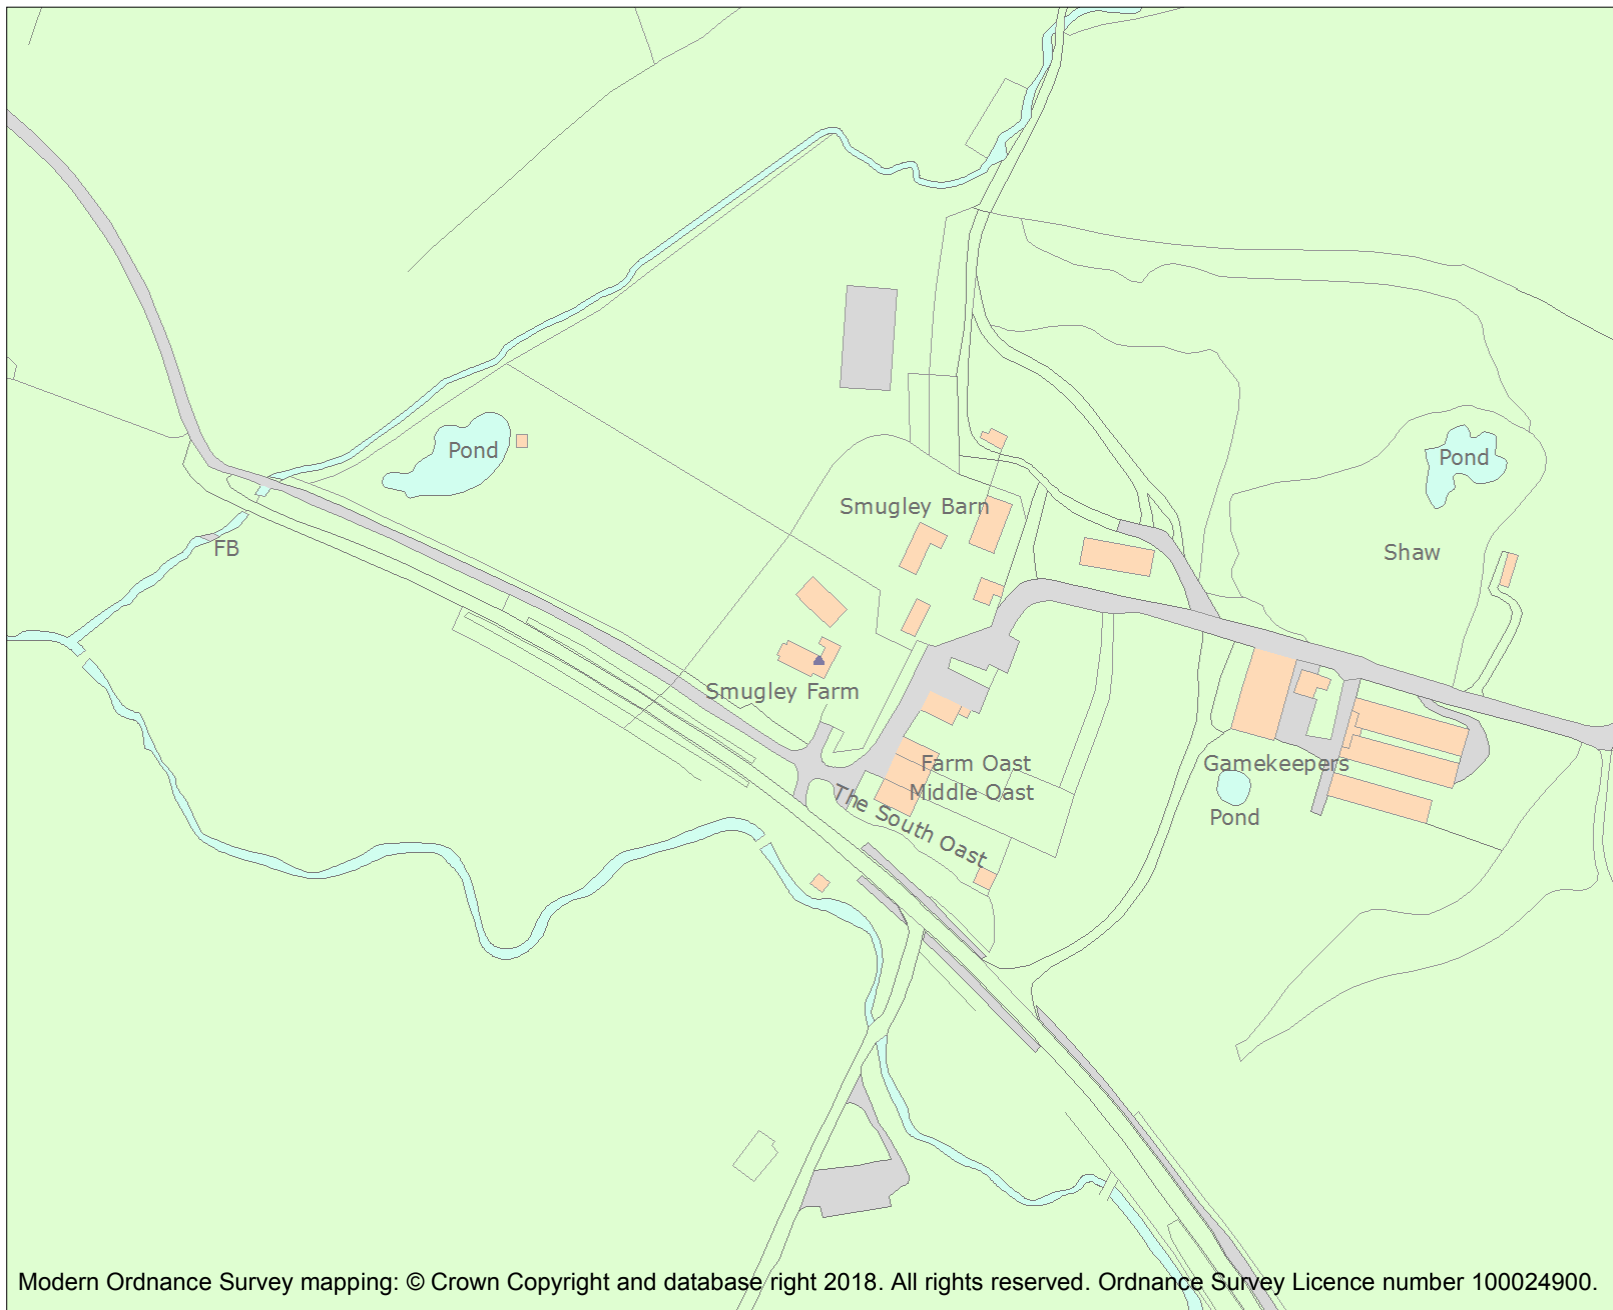 Pond
Pond
Smugley Barn
FB
Shaw
Smugley Farm
Farm Oast
Gamekeepers
Middle Oast
The South Oast
Pond
Modern Ordnance Survey mapping: © Crown Copyright and database right 2018. All rights reserved. Ordnance Survey Licence number 100024900.